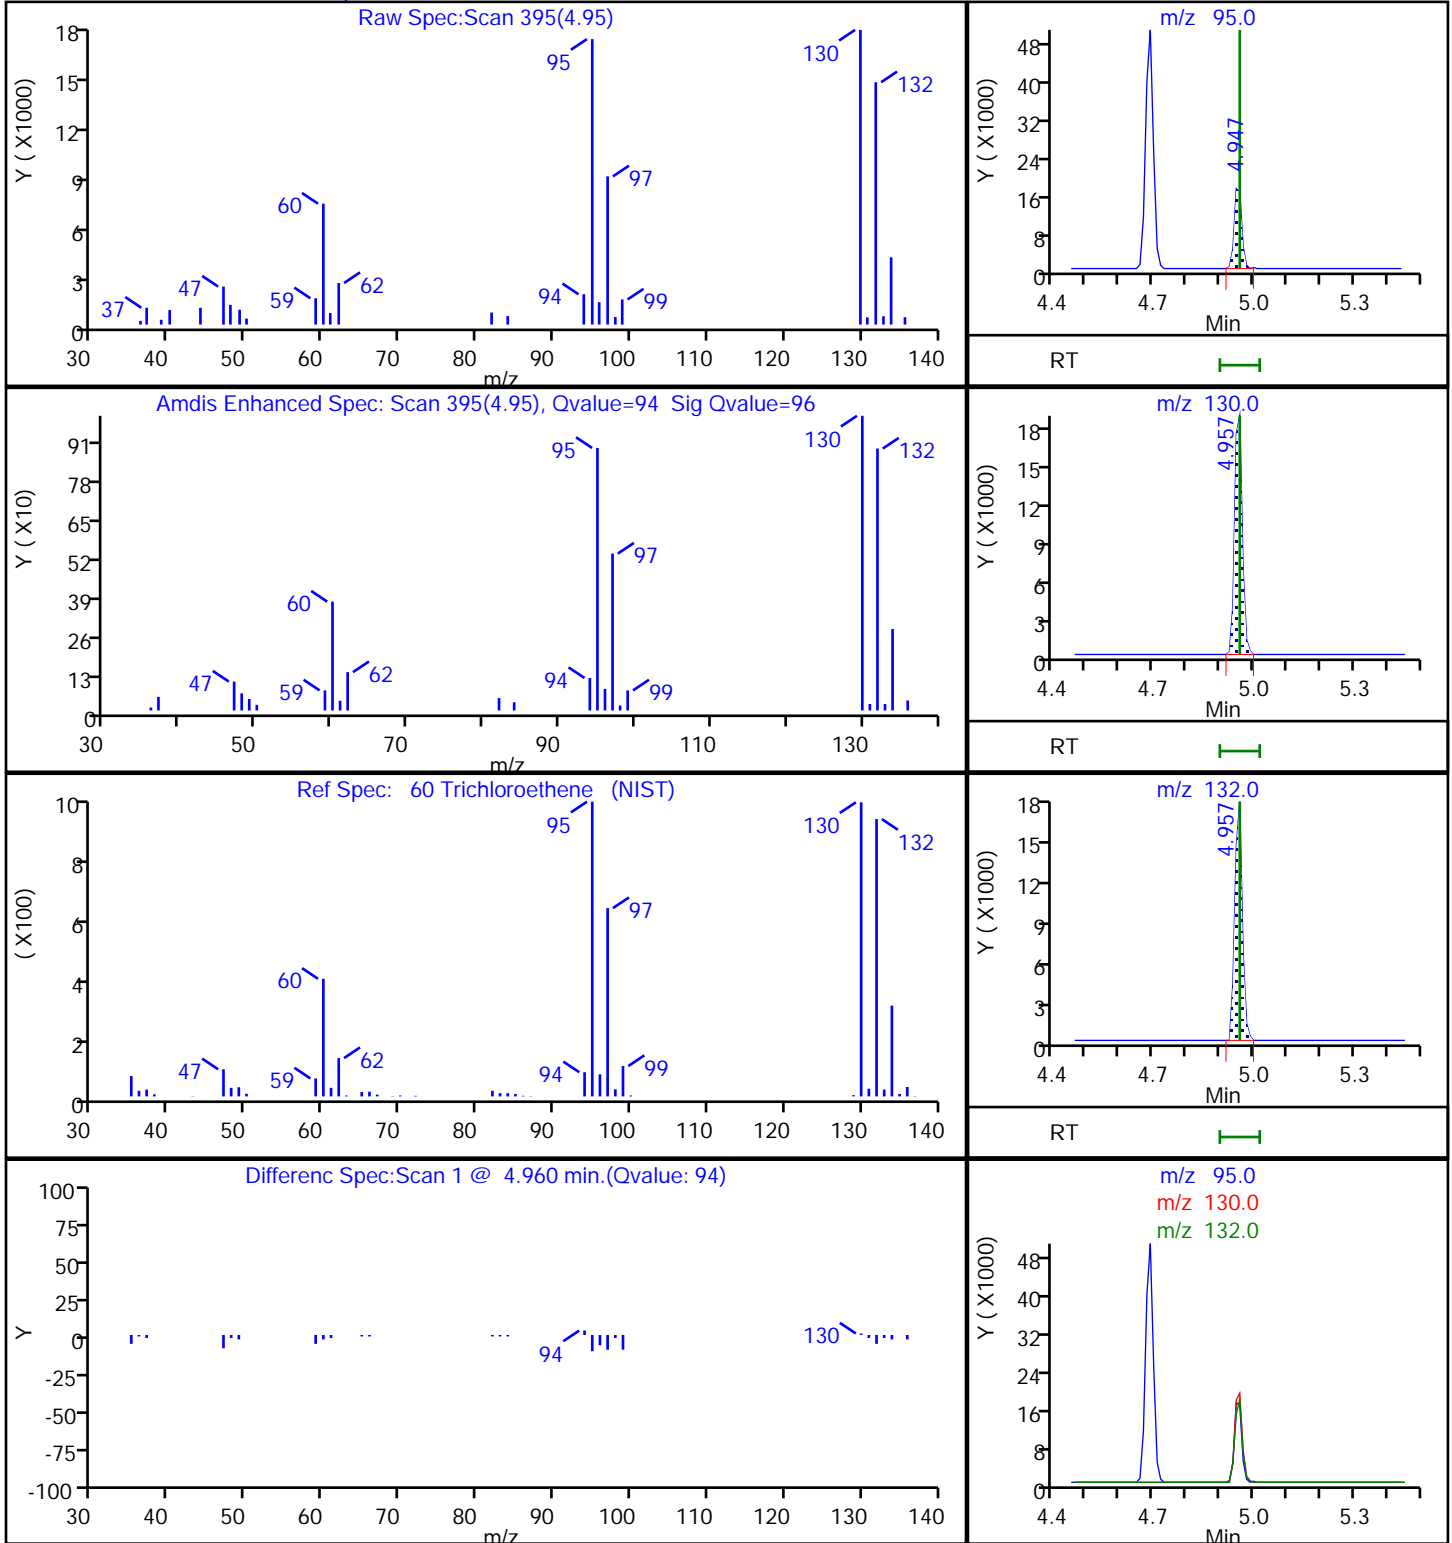 Raw Spec:Scan 395(4.95)
Y ( X1000)
18
15
12
9
6
3
0
37
47
59
60
62
94
95
97
99
130
132
30 40 50 60 70 80 90 100 110 120 130 140
m/z
m/z 95.0
Y ( X1000)
48
40
32
24
16
8
0
4.947
4.4 4.7 5.0 5.3
Min
RT
Amdis Enhanced Spec: Scan 395(4.95), Qvalue=94 Sig Qvalue=96
Y ( X10)
91
78
65
52
39
26
13
0
47
59
60
62
94
95
97
99
130
132
30 50 70 90 110 130
m/z
m/z 130.0
Y ( X1000)
18
15
12
9
6
3
0
4.957
4.4 4.7 5.0 5.3
Min
RT
Ref Spec: 60 Trichloroethene (NIST)
( X100)
10
8
6
4
2
0
47
59
60
62
94
95
97
99
130
132
30 40 50 60 70 80 90 100 110 120 130 140
m/z 132.0
Y ( X1000)
18
15
12
9
6
3
0
4.957
4.4 4.7 5.0 5.3
Min
RT
Differenc Spec:Scan 1 @ 4.960 min.(Qvalue: 94)
Y
100
75
50
25
0
-25
-50
-75
-100
94
130
30 40 50 60 70 80 90 100 110 120 130 140
m/z
m/z 95.0
m/z 130.0
m/z 132.0
Y ( X1000)
48
40
32
24
16
8
0
4.4 4.7 5.0 5.3
Min